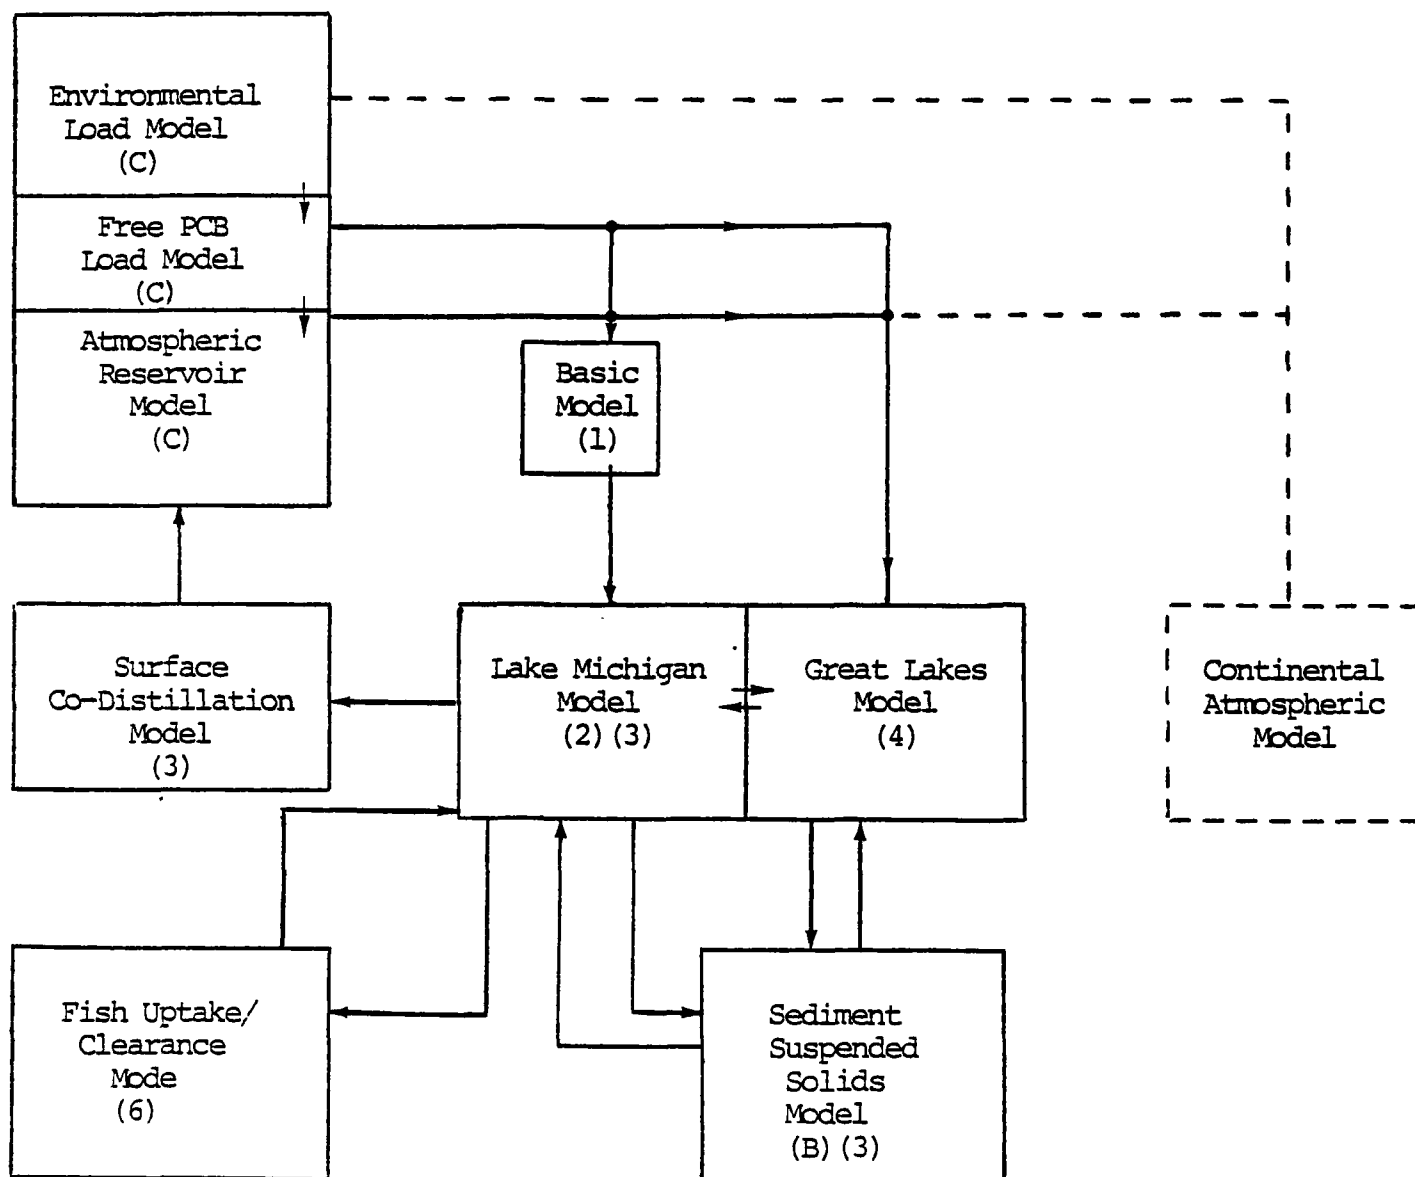 Environmental
Load Model
(C)
Free PCB
Load Model
(C)
Atmospheric
Reservoir
Model
(C)
Basic
Model
(1)
Surface
Co-Distillation
Model
(3)
Lake Michigan
Model
(2)(3)
Great Lakes
Model
(4)
Continental
Atmospheric
Model
Fish Uptake/
Clearance
Mode
(6)
Sediment
Suspended
Solids
Model
(B)(3)